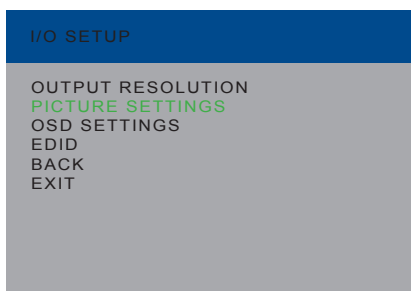 I/O SETUP
OUTPUT RESOLUTION
PICTURE SETTINGS
OSD SETTINGS
EDID
BACK
EXIT